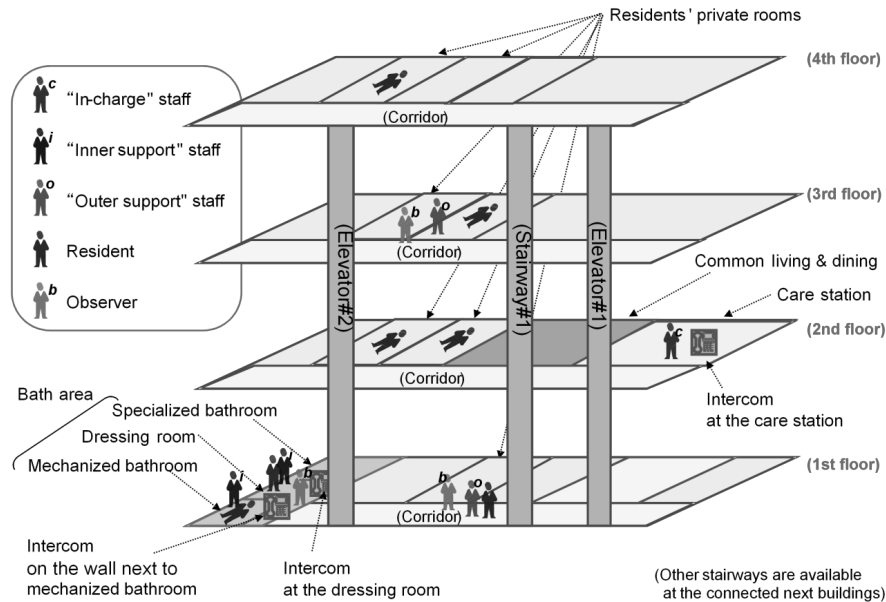 Residents' private rooms
(4th floor)
c
"In-charge" staff
i
"Inner support" staff
o
"Outer support" staff
Resident
b
Observer
(Corridor)
(3rd floor)
b
o
(Corridor)
(Elevator#2)
(Stairway#1)
(Elevator#1)
Common living & dining
Care station
(2nd floor)
c
(Corridor)
Intercom
at the care station
Bath area
Specialized bathroom
Dressing room
Mechanized bathroom
(1st floor)
i
i
b
b
o
(Corridor)
Intercom
on the wall next to
mechanized bathroom
Intercom
at the dressing room
(Other stairways are available
at the connected next buildings)